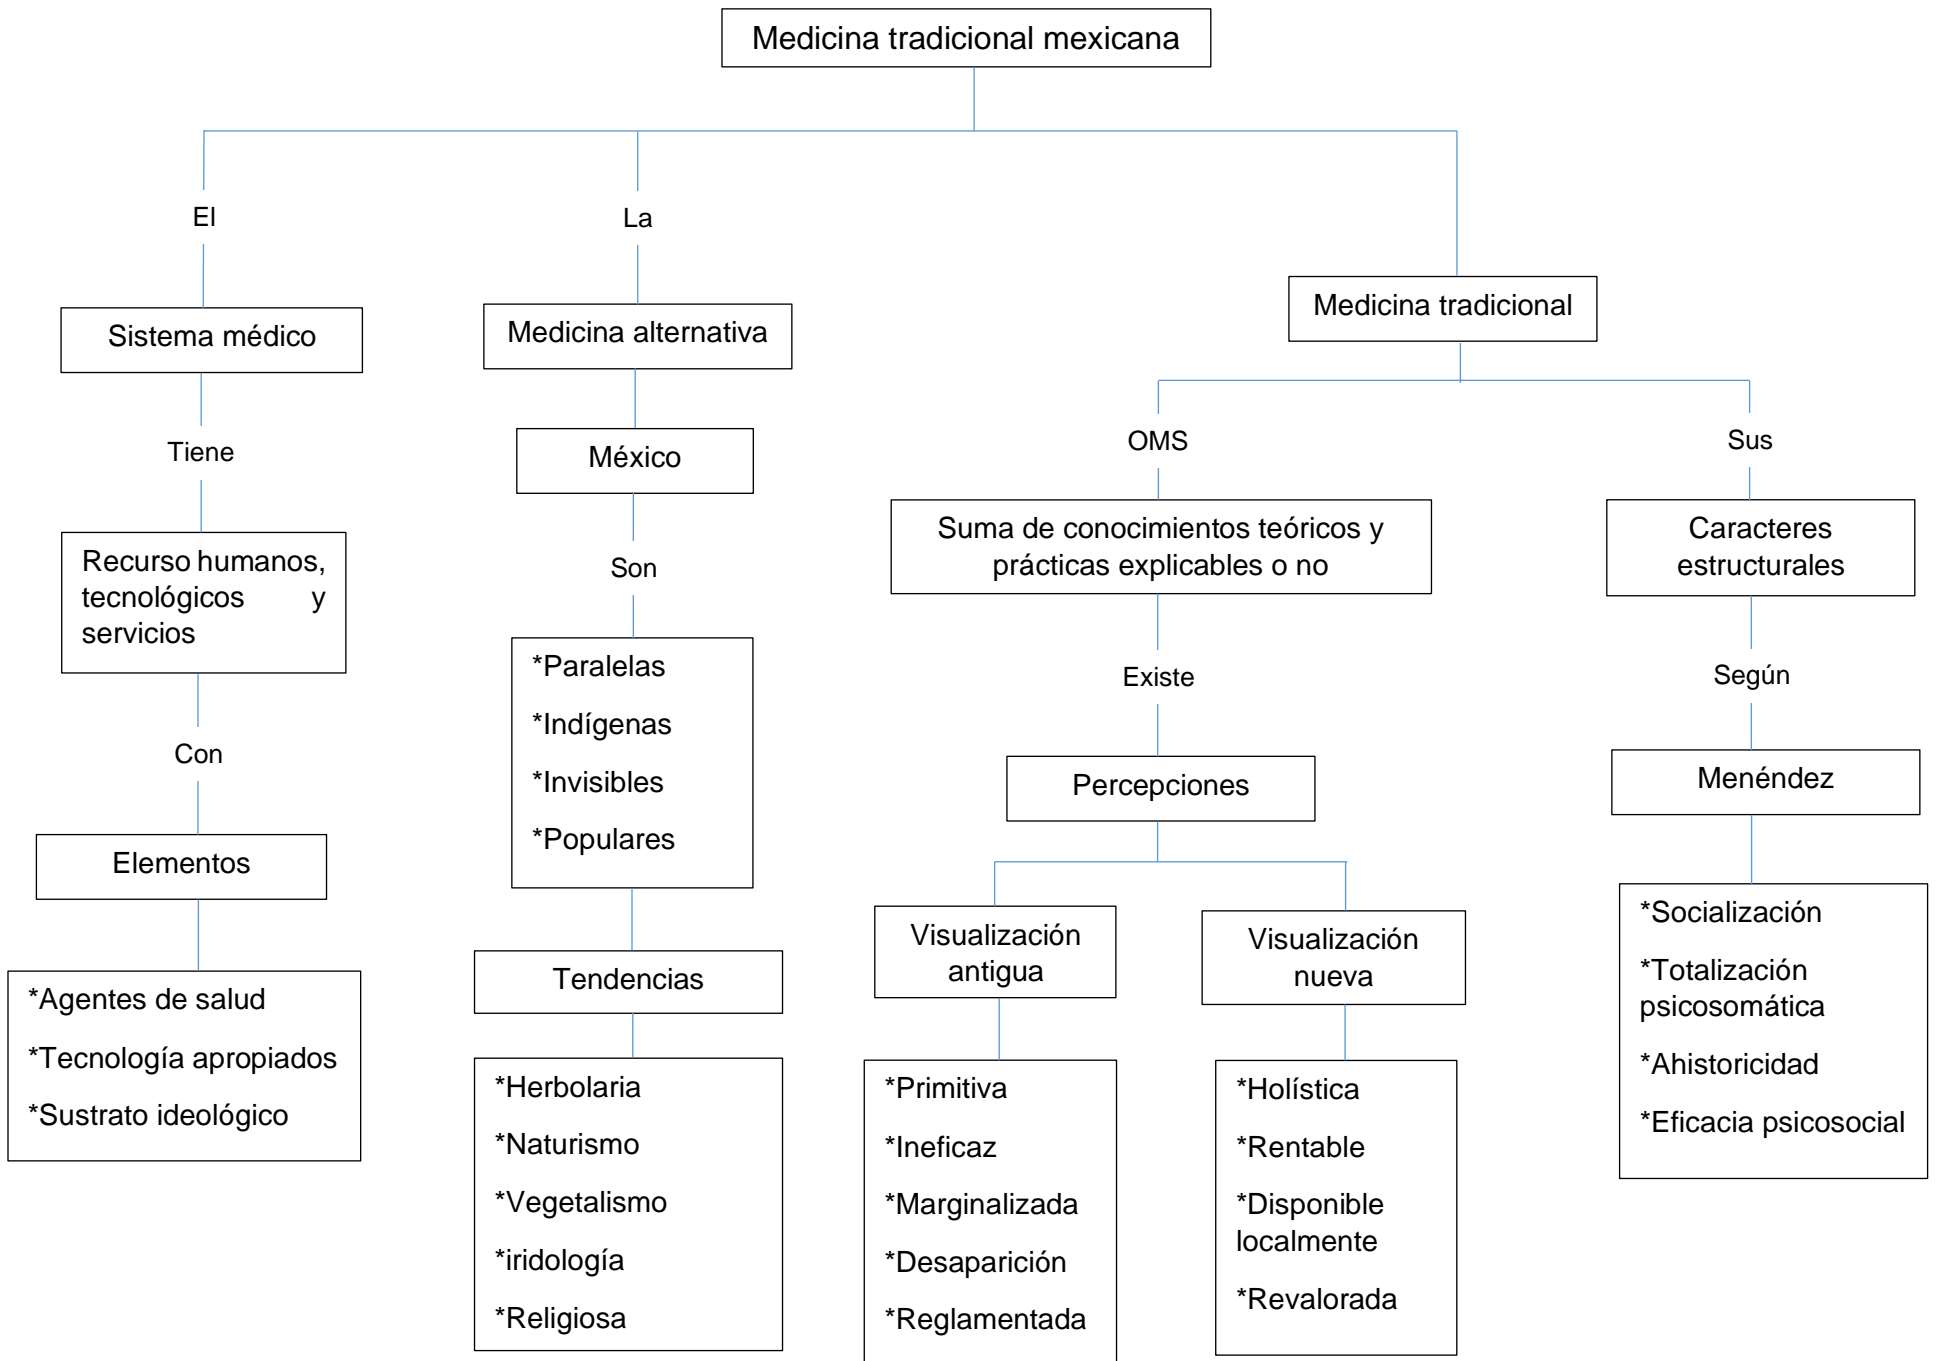 Medicina tradicional mexicana
El
Sistema médico
Tiene
Recurso humanos,
tecnológicos y
servicios
Con
Elementos
*Agentes de salud
*Tecnología apropiados
*Sustrato ideológico
La
Medicina alternativa
México
Son
*Paralelas
*Indígenas
*Invisibles
*Populares
Tendencias
*Herbolaria
*Naturismo
*Vegetalismo
*iridología
*Religiosa
Medicina tradicional
OMS
Suma de conocimientos teóricos y
prácticas explicables o no
Existe
Percepciones
Visualización
antigua
*Primitiva
*Ineficaz
*Marginalizada
*Desaparición
*Reglamentada
Visualización
nueva
*Holística
*Rentable
*Disponible
localmente
*Revalorada
Sus
Caracteres
estructurales
Según
Menéndez
*Socialización
*Totalización
psicosomática
*Ahistoricidad
*Eficacia psicosocial